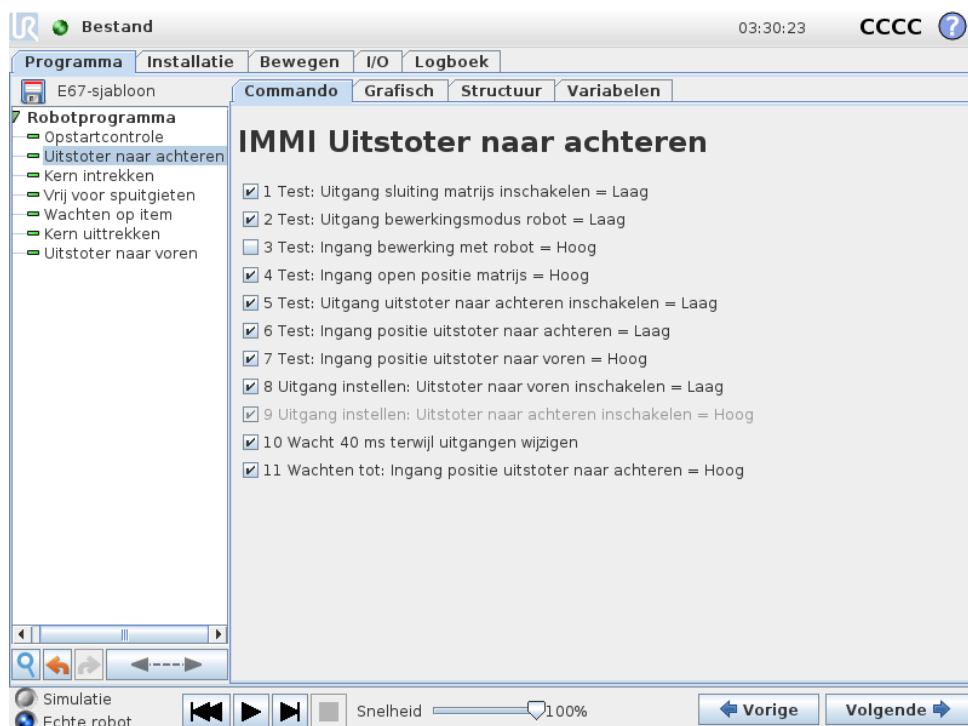 UR Bestand 03:30:23 CCCC ?
Programma Installatie Bewegen I/O Logboek
E67-sjabloon
Commando Grafisch Structuur Variabelen
Robotprogramma
Opstartcontrole
Uitstoter naar achteren
Kern intrekken
Vrij voor spuitgieten
Wachten op item
Kern uittrekken
Uitstoter naar voren
IMMI Uitstoter naar achteren
1 Test: Uitgang sluiting matrijs inschakelen = Laag
2 Test: Uitgang bewerkingsmodus robot = Laag
3 Test: Ingang bewerking met robot = Hoog
4 Test: Ingang open positie matrijs = Hoog
5 Test: Uitgang uitstoter naar achteren inschakelen = Laag
6 Test: Ingang positie uitstoter naar achteren = Laag
7 Test: Ingang positie uitstoter naar voren = Hoog
8 Uitgang instellen: Uitstoter naar voren inschakelen = Laag
9 Uitgang instellen: Uitstoter naar achteren inschakelen = Hoog
10 Wacht 40 ms terwijl uitgangen wijzigen
11 Wachten tot: Ingang positie uitstoter naar achteren = Hoog
Simulatie
Echte robot
Snelheid 100%
Vorige Volgende